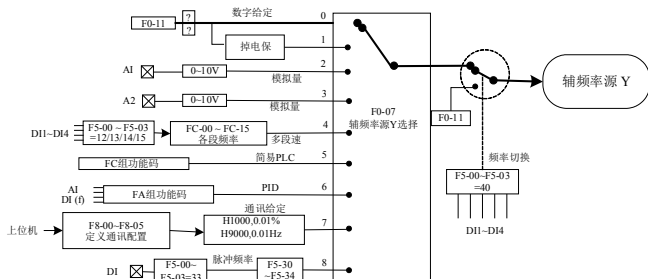 F0-11
?
?
数字给定
0
掉电保
1
AI
0~10V
模拟量
2
A2
0~10V
模拟量
3
DI1~DI4
F5-00 ~ F5-03
=12/13/14/15
FC-00 ~ FC-15
各段频率
多段速
4
FC组功能码
简易PLC
5
AI
DI (f)
FA组功能码
PID
6
上位机
F8-00~F8-05
定义通讯配置
通讯给定
H1000,0.01%
H9000,0.01Hz
7
DI
F5-00~
F5-03=33
脉冲频率
F5-30
~F5-34
8
F0-07
辅频率源Y选择
F0-11
辅频率源 Y
频率切换
F5-00~F5-03
=40
DI1~DI4